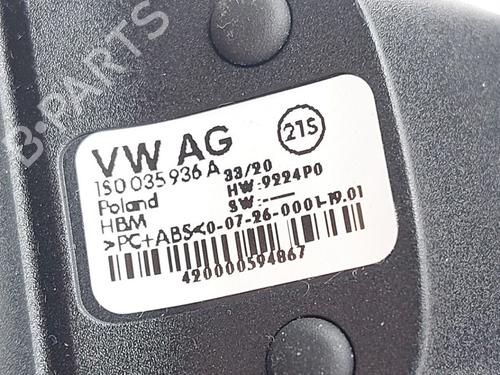 B-PARTS
VW AG
21S
1S0 035 936 A 33/20
Poland HW:9224P0
HBM SW:---
>PC+ABS<0-07-26-0001-19.01
420000594867